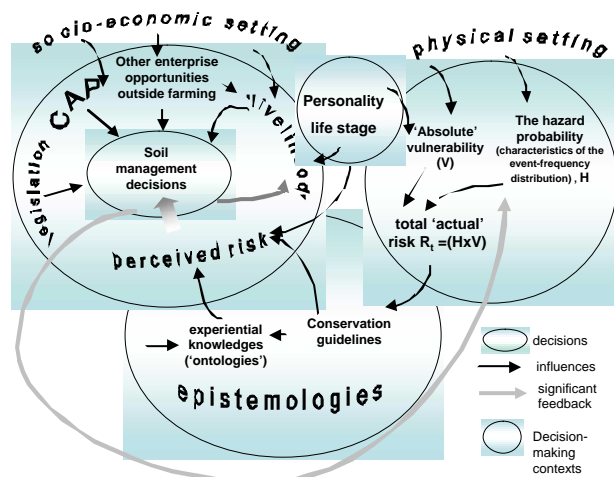 socio-economic setting
physical setting
CAP
Other enterprise
opportunities
outside farming
livelihood
legislation
Soil
management
decisions
perceived risk
Personality
life stage
'Absolute'
vulnerability
(V)
The hazard
probability
(characteristics of the
event-frequency
distribution) , H
total 'actual'
risk Rt =(HxV)
experiential
knowledges
('ontologies')
Conservation
guidelines
epistemologies
decisions
influences
significant
feedback
Decision-
making
contexts